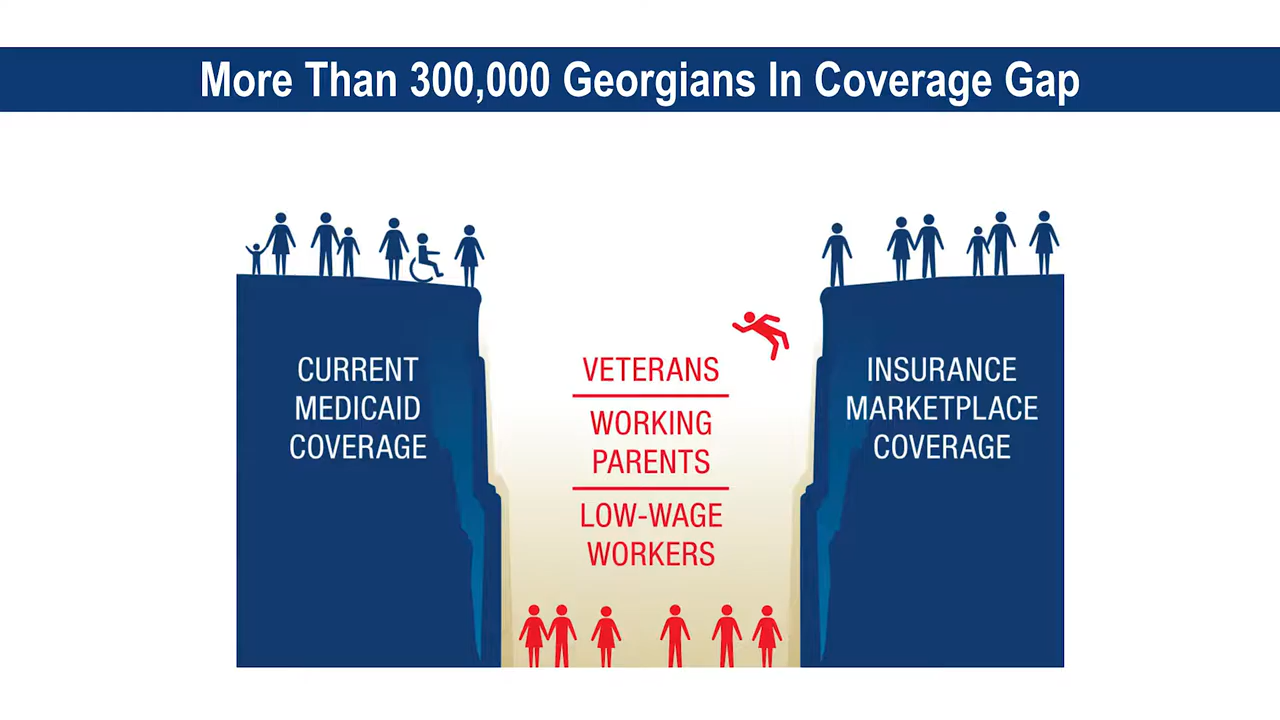 More Than 300,000 Georgians In Coverage Gap
CURRENT
MEDICAID
COVERAGE
VETERANS
WORKING
PARENTS
LOW-WAGE
WORKERS
INSURANCE
MARKETPLACE
COVERAGE